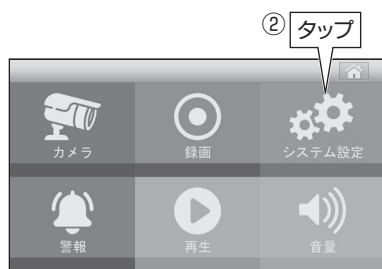 ② タップ
カメラ
録画
システム設定
警報
再生
音量